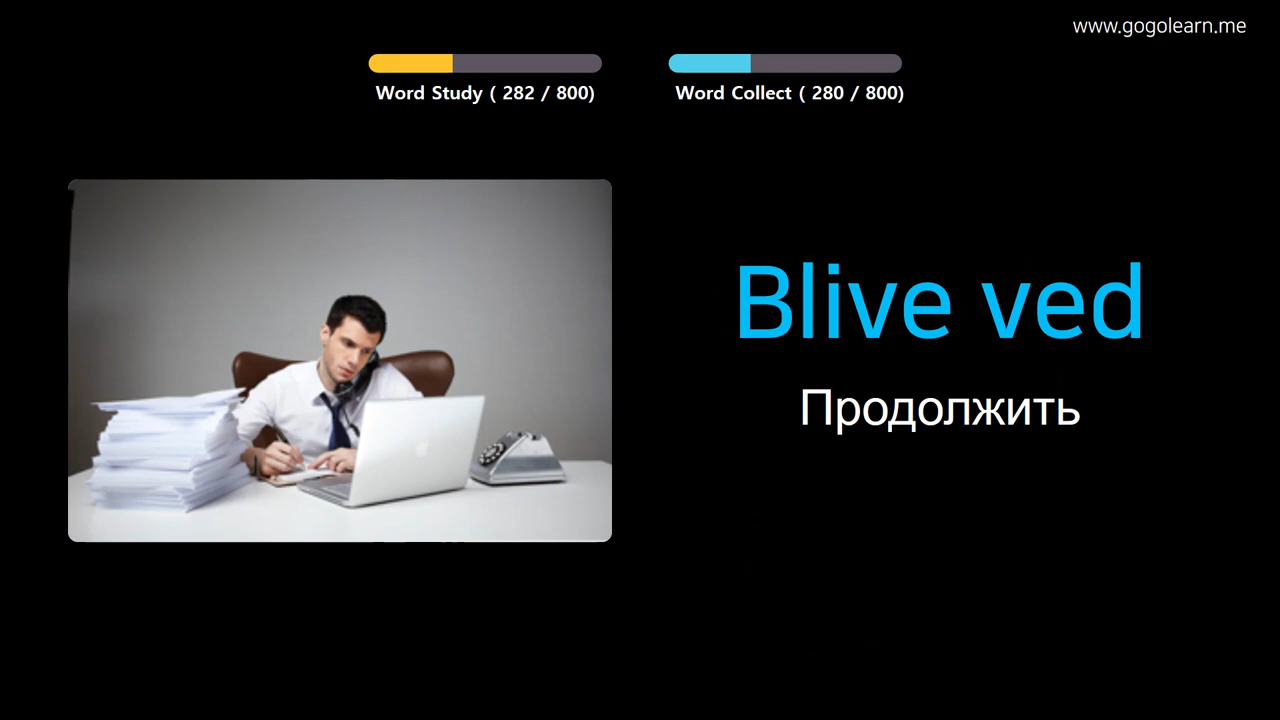 www.gogolearn.me
Word Study ( 282 / 800)
Word Collect ( 280 / 800)
Blive ved
Продолжить